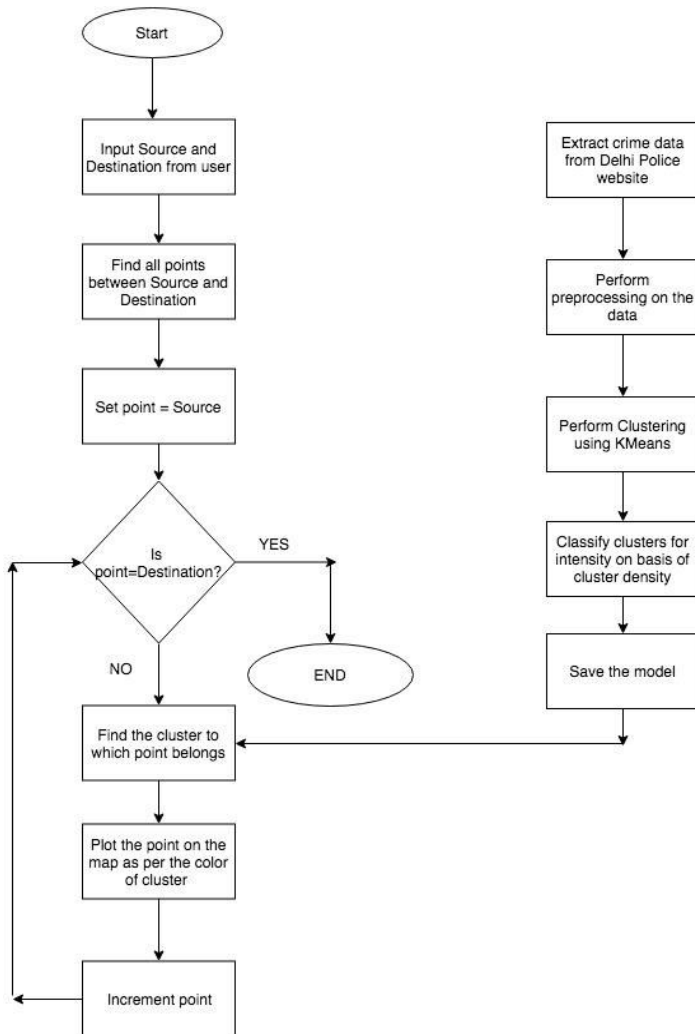 Start
Input Source and
Destination from user
Find all points
between Source and
Destination
Set point = Source
Is
point=Destination?
YES
NO
END
Find the cluster to
which point belongs
Plot the point on the
map as per the color
of cluster
Increment point
Extract crime data
from Delhi Police
website
Perform
preprocessing on the
data
Perform Clustering
using KMeans
Classify clusters for
intensity on basis of
cluster density
Save the model